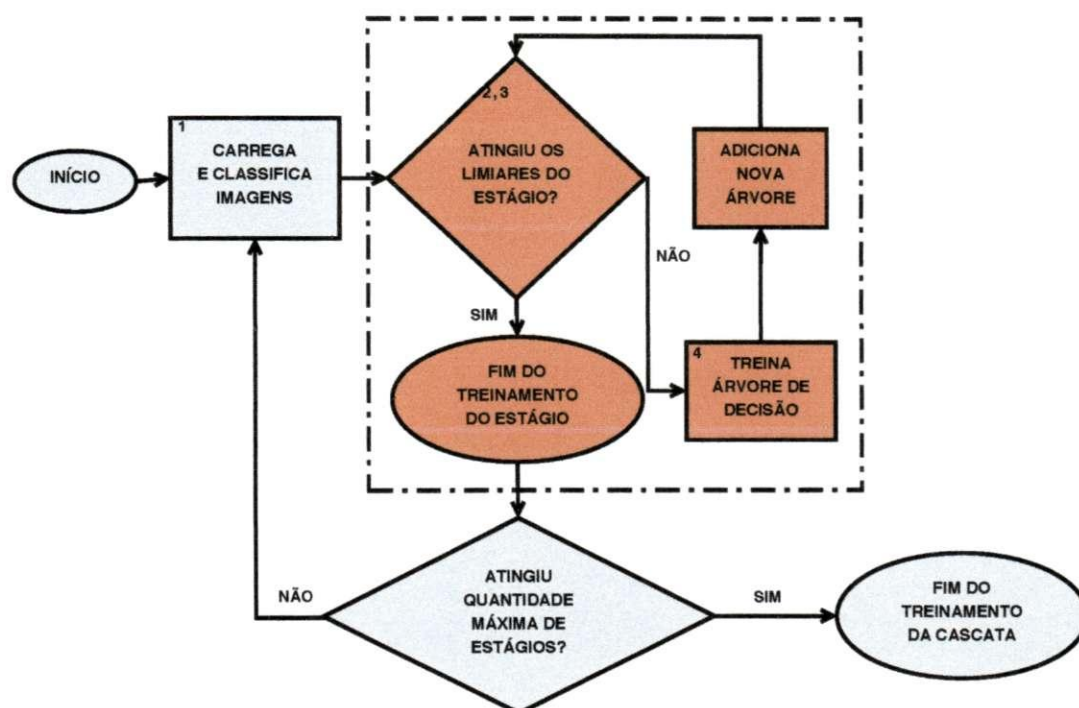 INÍCIO
1
CARREGA
E CLASSIFICA
IMAGENS
2,3
ATINGIU OS
LIMIARES DO
ESTÁGIO?
ADICIONA
NOVA
ÁRVORE
NÃO
SIM
4
TREINA
ÁRVORE DE
DECISÃO
FIM DO
TREINAMENTO
DO ESTÁGIO
ATINGIU
QUANTIDADE
MÁXIMA DE
ESTÁGIOS?
NÃO
SIM
FIM DO
TREINAMENTO
DA CASCATA